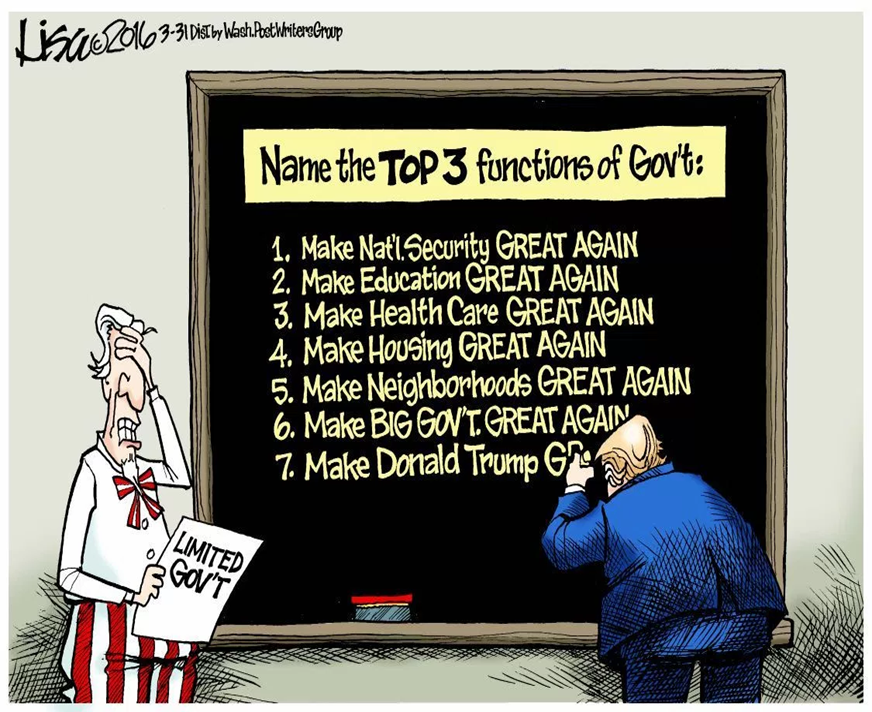 Lisa©2016 3-31 Dist by Wash.PostWritersGroup
Name the TOP 3 functions of Gov't:
1. Make Nat'l. Security GREAT AGAIN
2. Make Education GREAT AGAIN
3. Make Health Care GREAT AGAIN
4. Make Housing GREAT AGAIN
5. Make Neighborhoods GREAT AGAIN
6. Make BIG GOV'T. GREAT AGAIN
7. Make Donald Trump GR
LIMITED
GOV'T